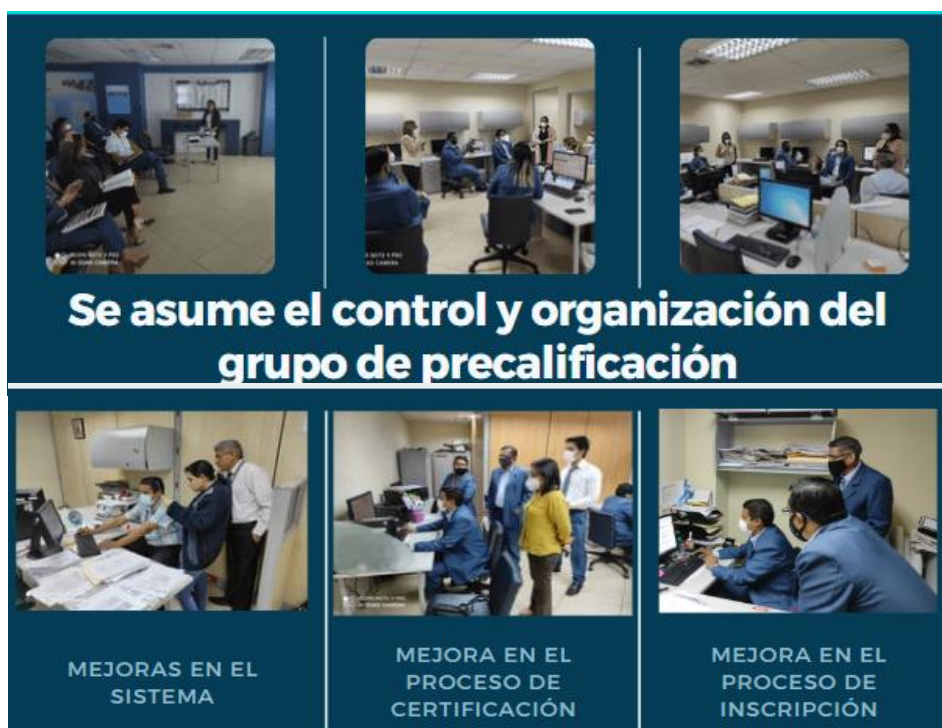 Se asume el control y organización del
grupo de precalificación
MEJORAS EN EL
SISTEMA
MEJORA EN EL
PROCESO DE
CERTIFICACIÓN
MEJORA EN EL
PROCESO DE
INSCRIPCIÓN